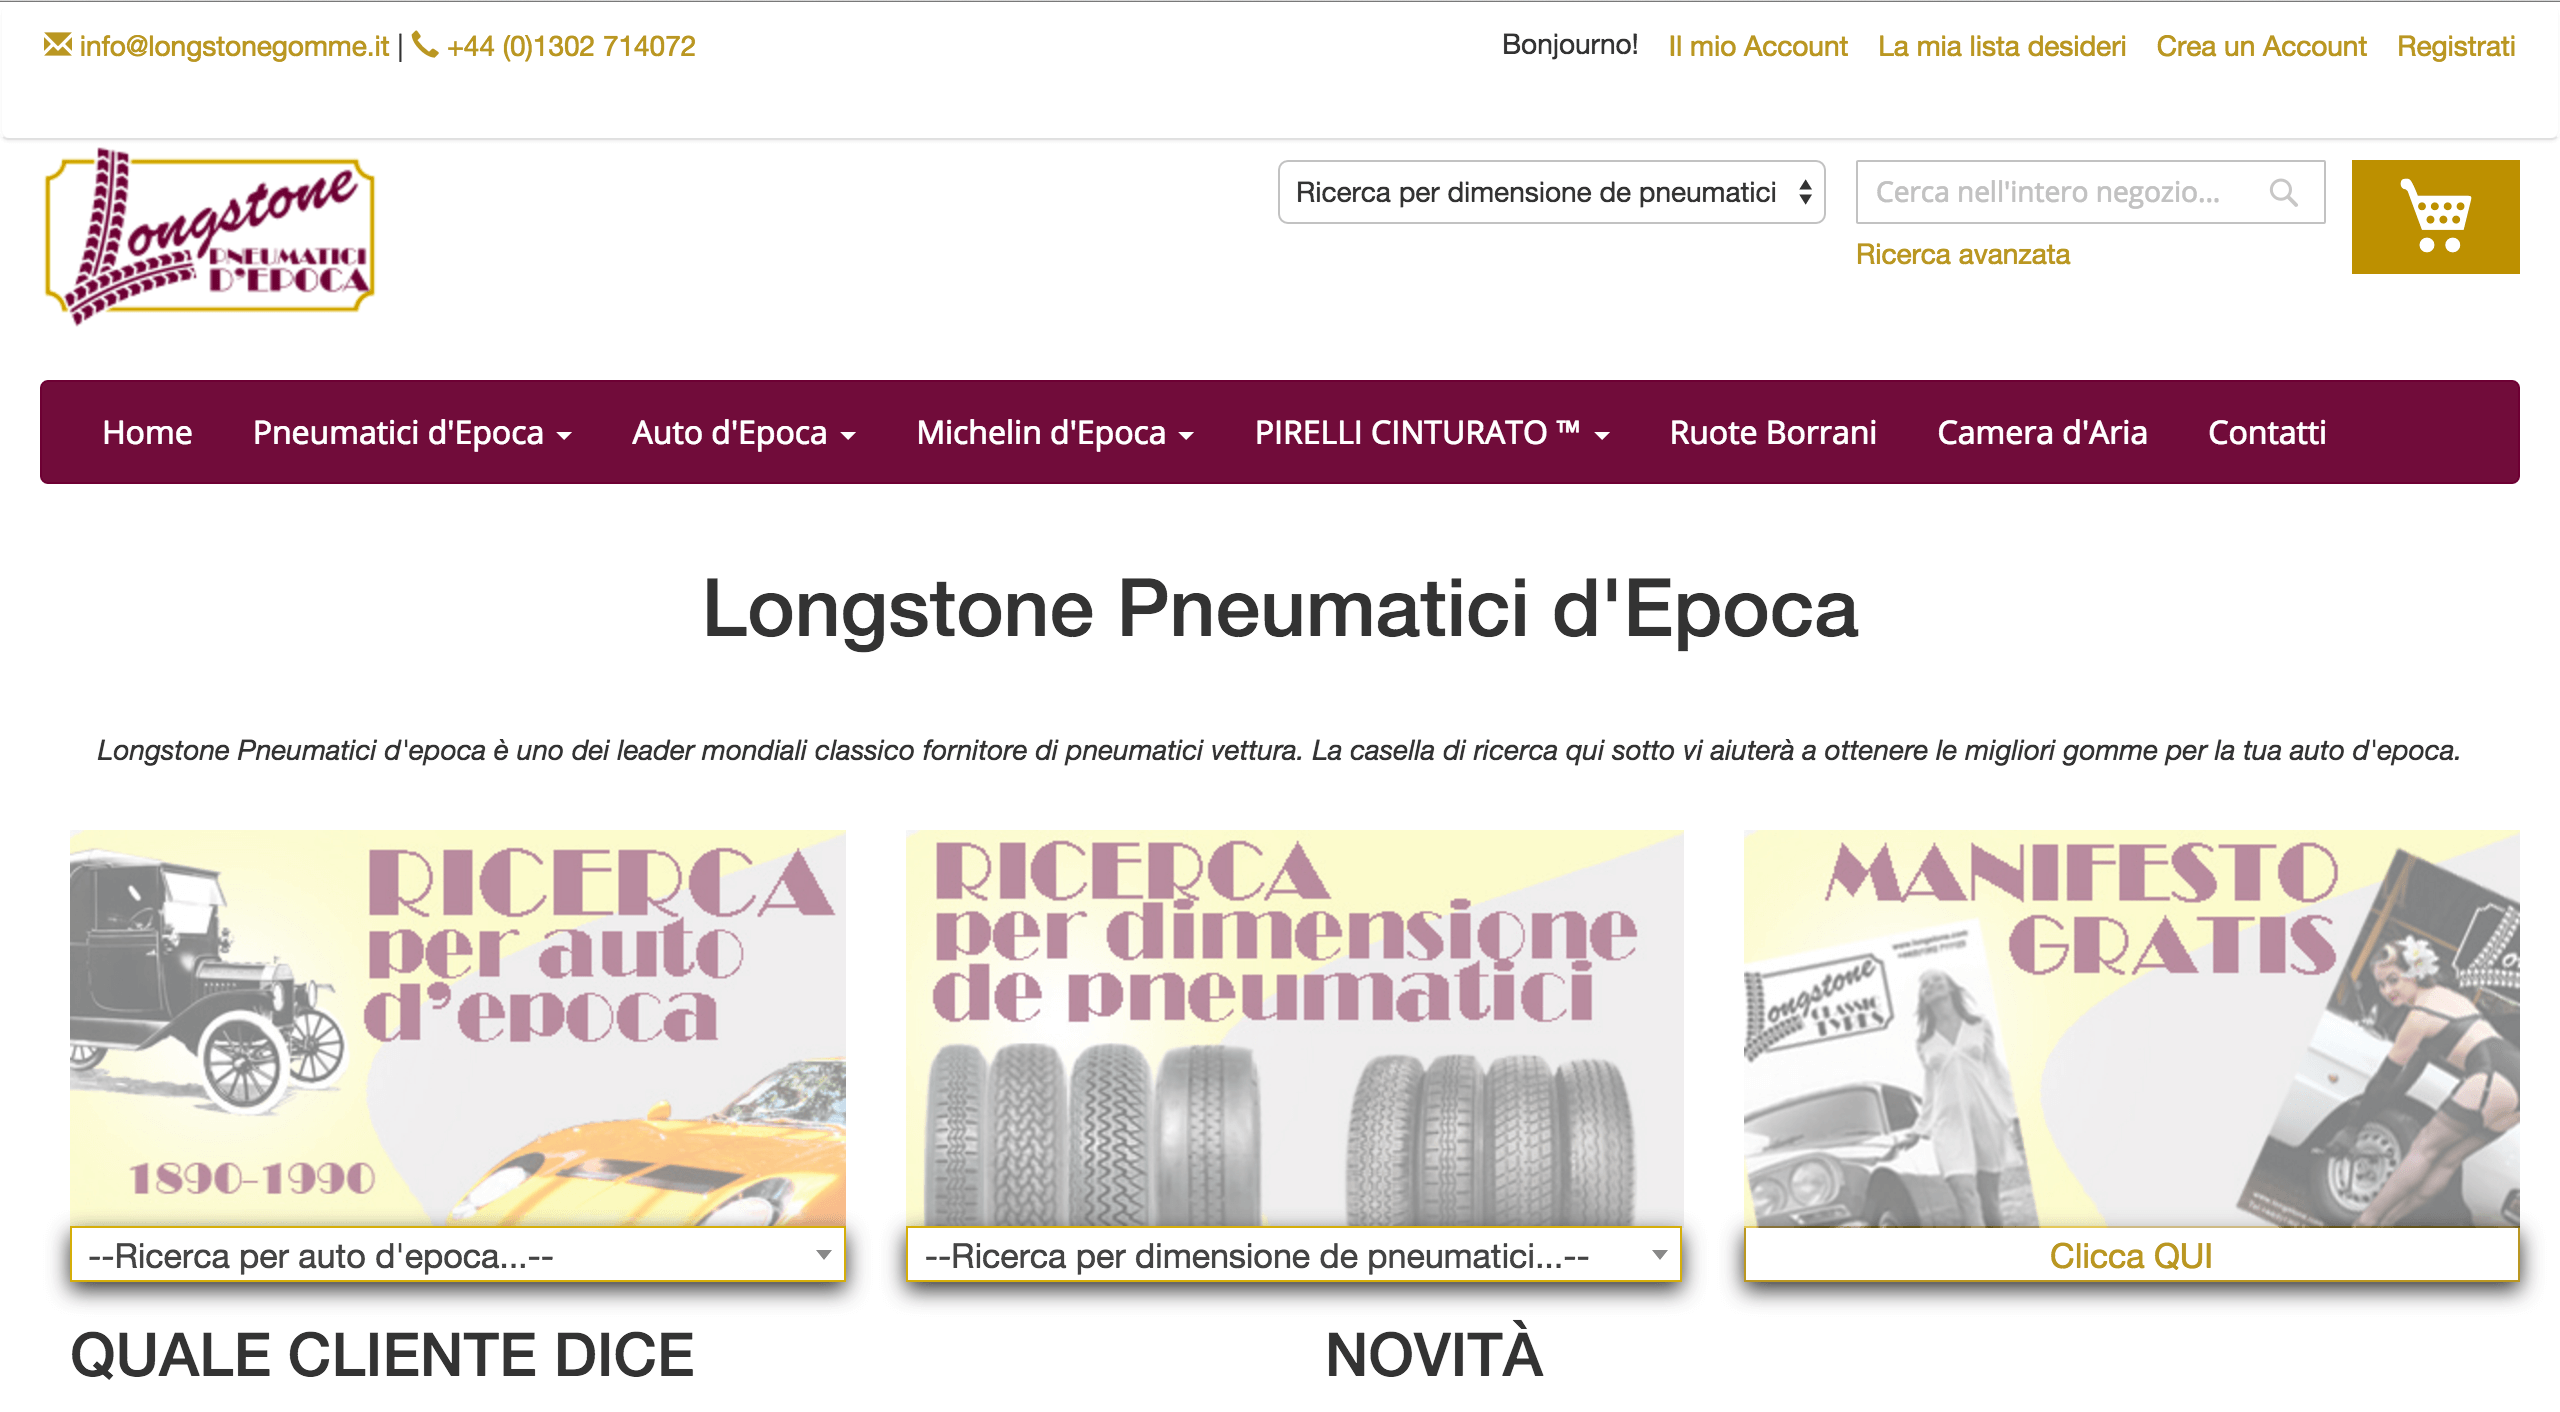 info@longstonegomme.it | +44 (0)1302 714072
Bonjourno! Il mio Account La mia lista desideri Crea un Account Registrati
Longstone
PNEUMATICI
D'EPOCA
Ricerca per dimensione de pneumatici
Cerca nell'intero negozio...
Ricerca avanzata
Home Pneumatici d'Epoca Auto d'Epoca Michelin d'Epoca PIRELLI CINTURATO ™ Ruote Borrani Camera d'Aria Contatti
Longstone Pneumatici d'Epoca
Longstone Pneumatici d'epoca è uno dei leader mondiali classico fornitore di pneumatici vettura. La casella di ricerca qui sotto vi aiuterà a ottenere le migliori gomme per la tua auto d'epoca.
RICERCA
per auto
d'epoca
1890-1990
--Ricerca per auto d'epoca...--
RICERCA
per dimensione
de pneumatici
--Ricerca per dimensione de pneumatici...--
MANIFESTO
GRATIS
Longstone
CLASSIC
TYRES
Clicca QUI
QUALE CLIENTE DICE
NOVITÀ